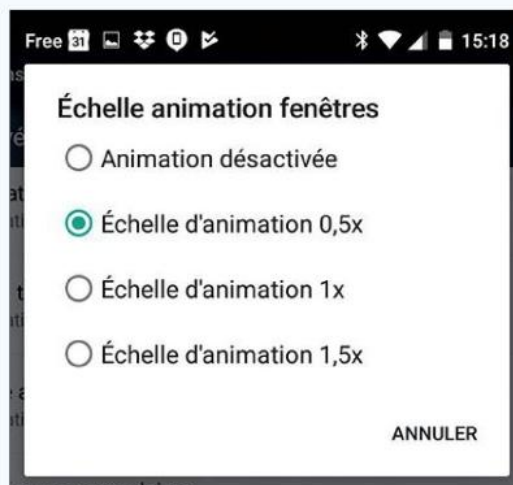 Free 31 15:18
Échelle animation fenêtres
Animation désactivée
Échelle d'animation 0,5x
Échelle d'animation 1x
Échelle d'animation 1,5x
ANNULER